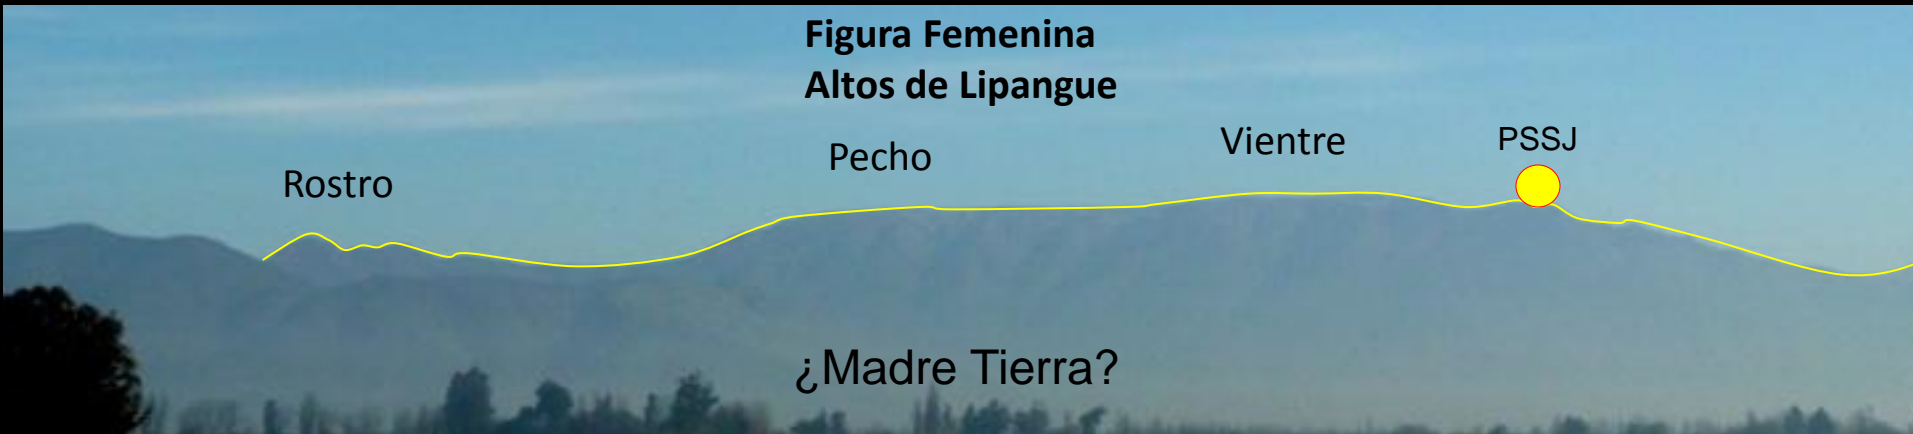 Figura Femenina
Altos de Lipangue
Rostro
Pecho
Vientre
PSSJ
¿Madre Tierra?